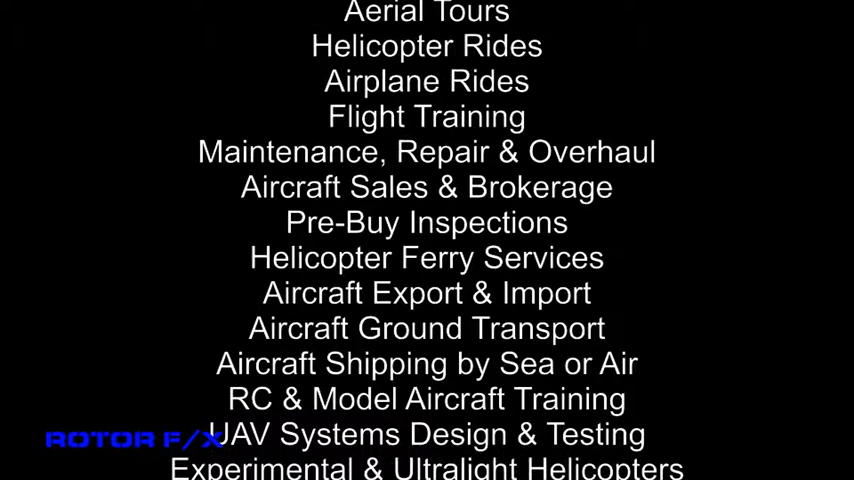 Aerial Tours
Helicopter Rides
Airplane Rides
Flight Training
Maintenance, Repair & Overhaul
Aircraft Sales & Brokerage
Pre-Buy Inspections
Helicopter Ferry Services
Aircraft Export & Import
Aircraft Ground Transport
Aircraft Shipping by Sea or Air
RC & Model Aircraft Training
UAV Systems Design & Testing
ROTOR F/X
Experimental & Ultralight Helicopters